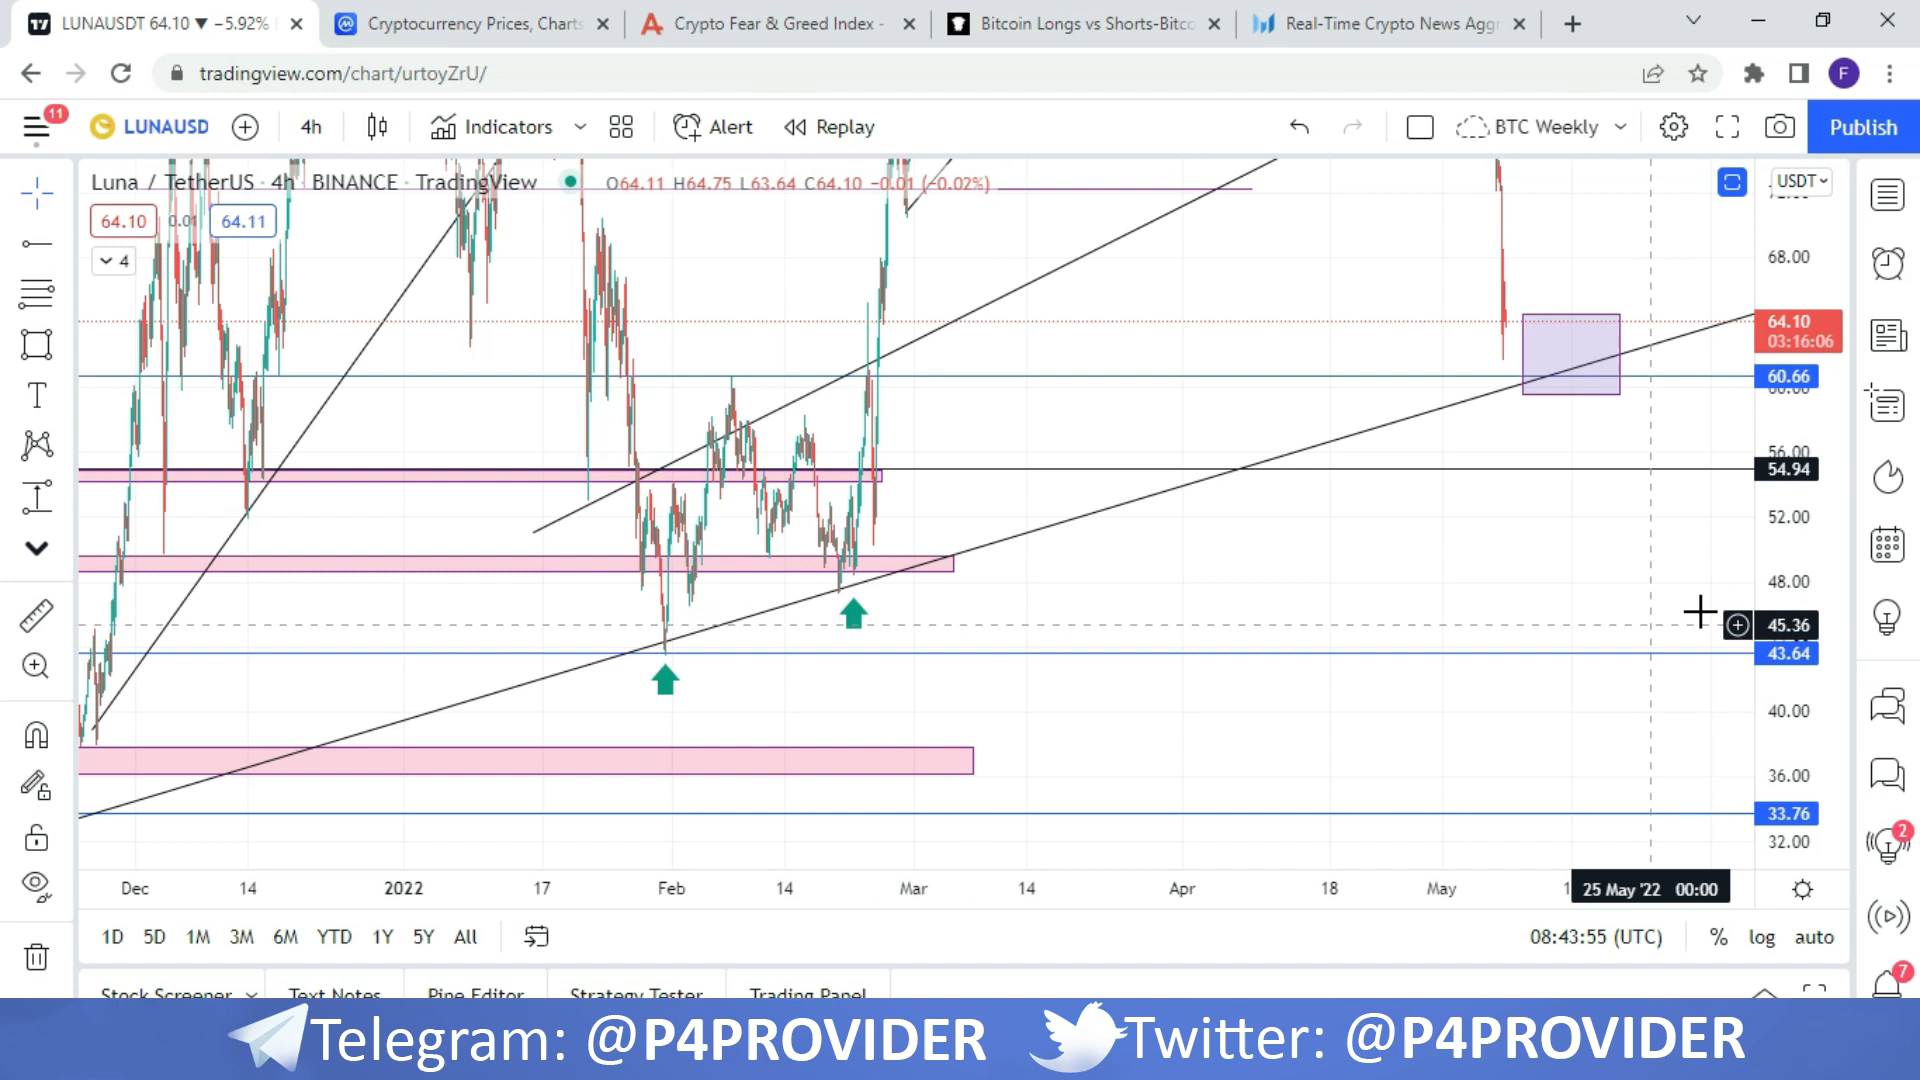 LUNAUSDT 64.10 ▼ −5.92%
Cryptocurrency Prices, Charts
Crypto Fear & Greed Index -
Bitcoin Longs vs Shorts-Bitco
Real-Time Crypto News Aggr
tradingview.com/chart/urtoyZrU/
F
11
LUNAUSD
4h
Indicators
Alert
Replay
BTC Weekly
Publish
Luna / TetherUS · 4h · BINANCE · TradingView
O64.11 H64.75 L63.64 C64.10 −0.01 (−0.02%)
USDT
64.10
0.01
64.11
4
68.00
64.10
03:16:06
60.66
60.00
56.00
54.94
52.00
48.00
45.36
43.64
40.00
36.00
33.76
32.00
2
Dec
14
2022
17
Feb
14
Mar
14
Apr
18
May
25 May '22 00:00
1D
5D
1M
3M
6M
YTD
1Y
5Y
All
08:43:55 (UTC)
%
log
auto
7
Stock Screener
Text Notes
Pine Editor
Strategy Tester
Trading Panel
Telegram: @P4PROVIDER
Twitter: @P4PROVIDER